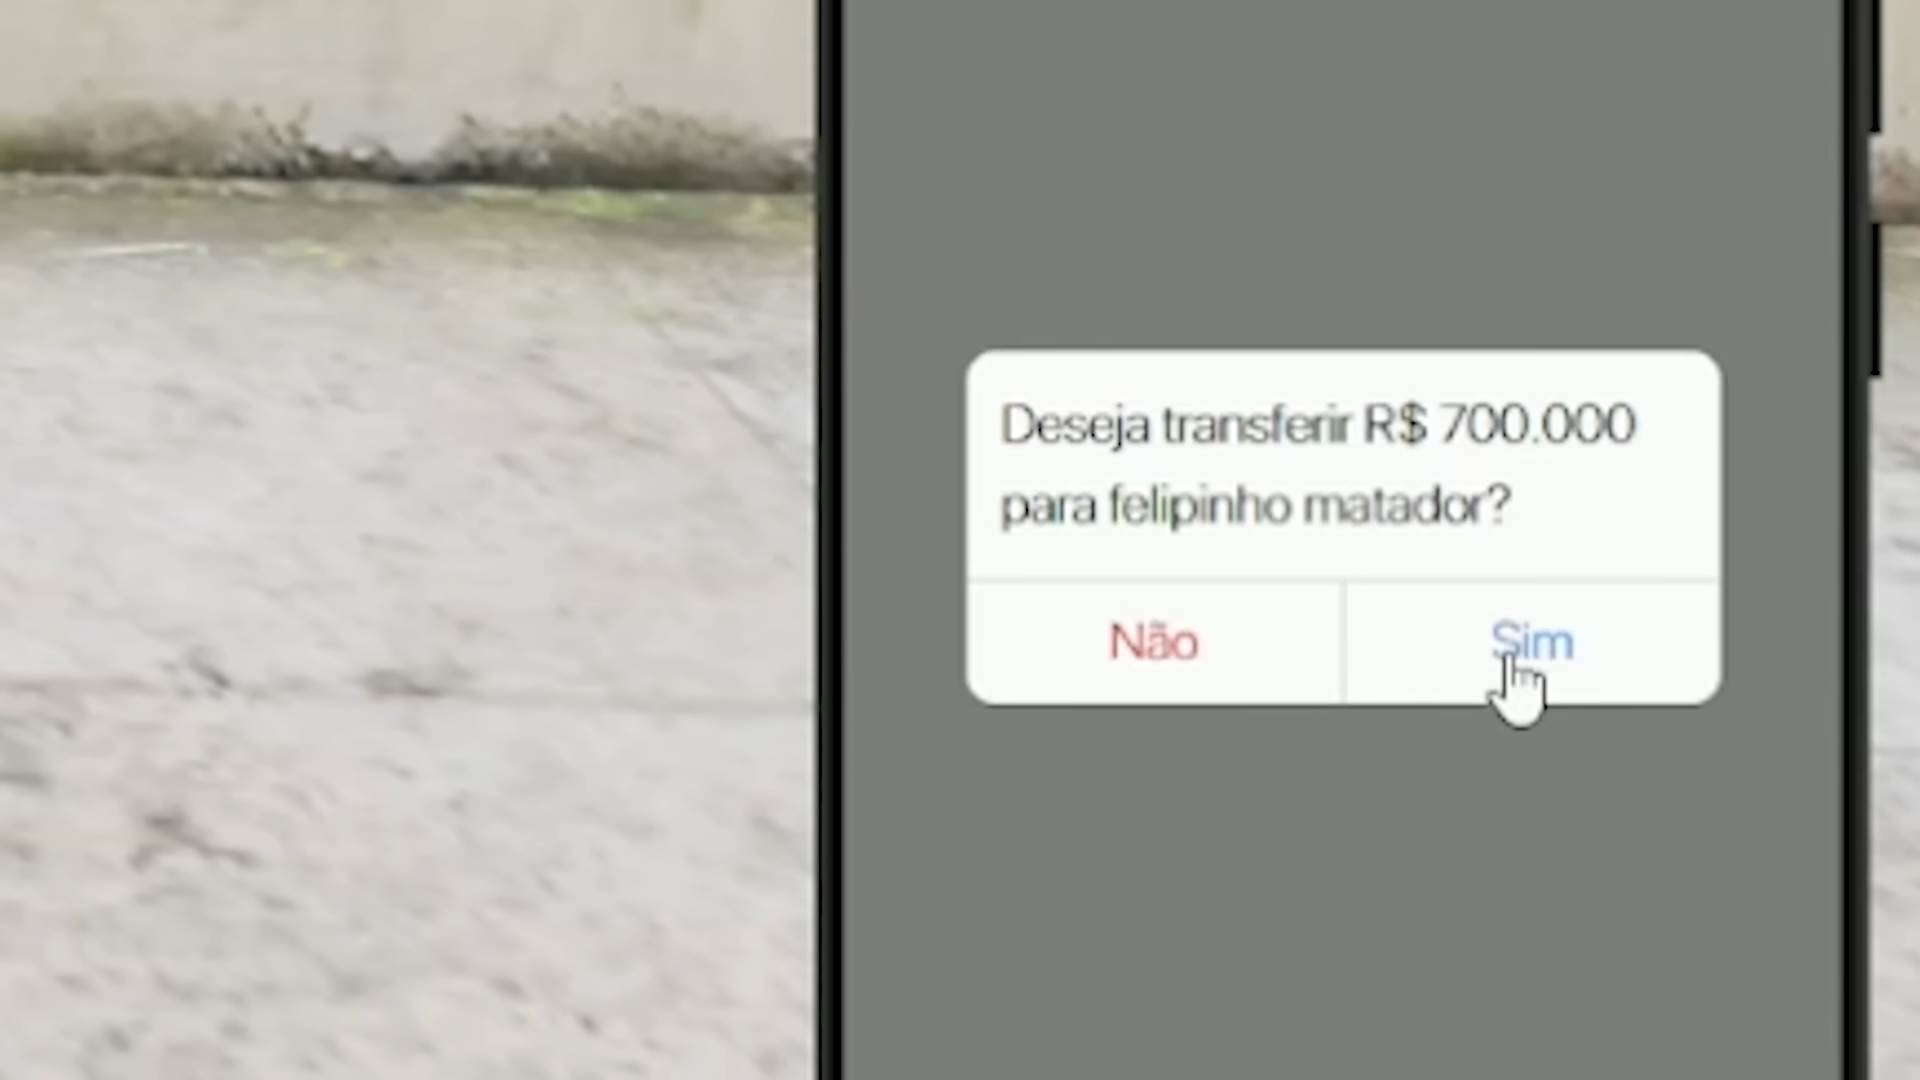 Deseja transferir R$ 700.000
para felipinho matador?
Não
Sim